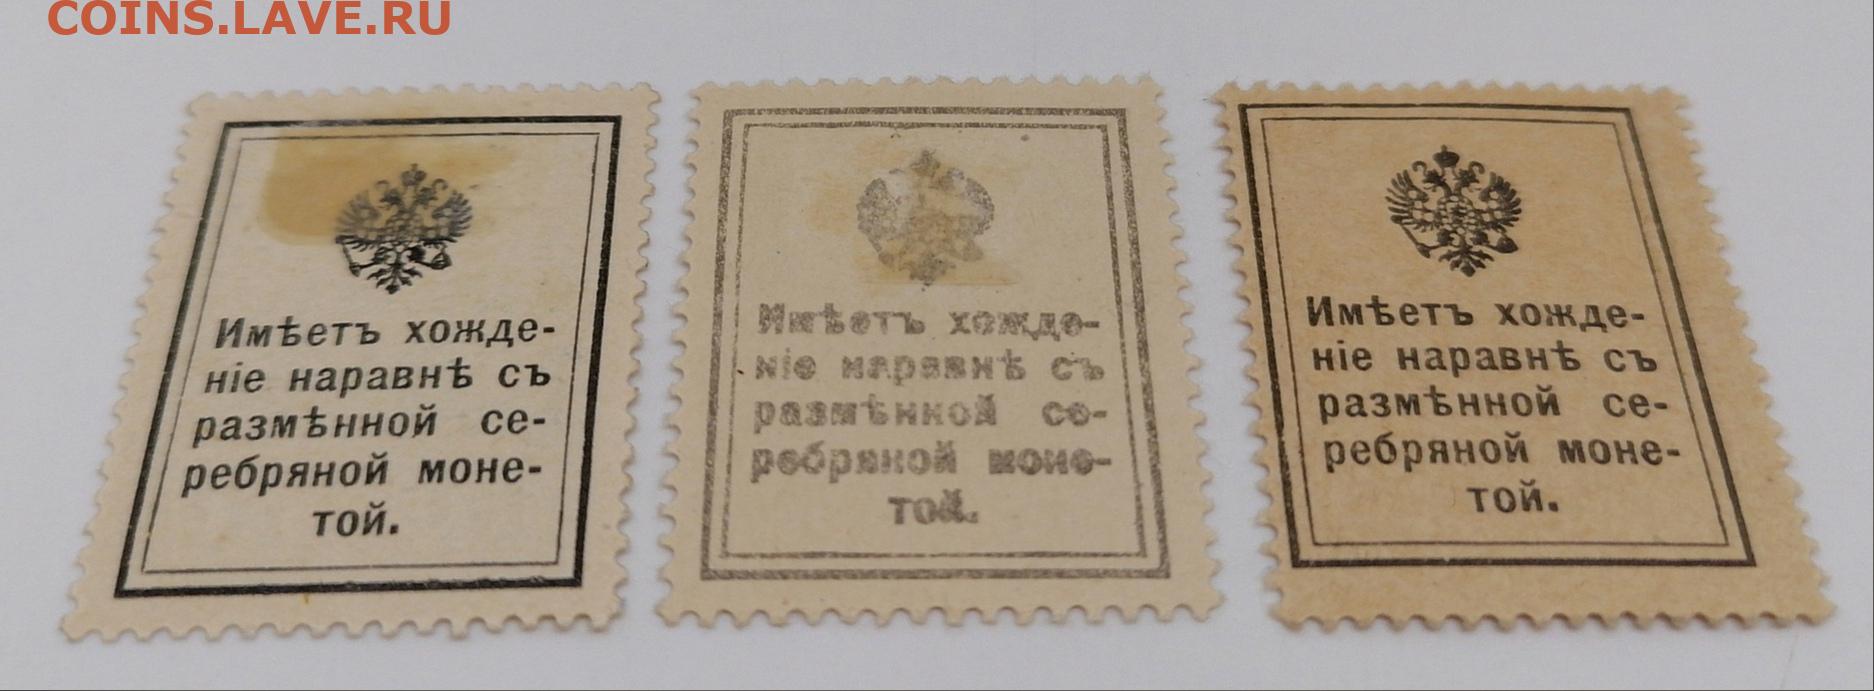 COINS.LAVE.RU
Имѣетъ хожде-
ніе наравнѣ съ
размѣнной се-
ребряной моне-
той.
Имѣетъ хожде-
ніе наравнѣ съ
размѣнной се-
ребряной моне-
той.
Имѣетъ хожде-
ніе наравнѣ съ
размѣнной се-
ребряной моне-
той.